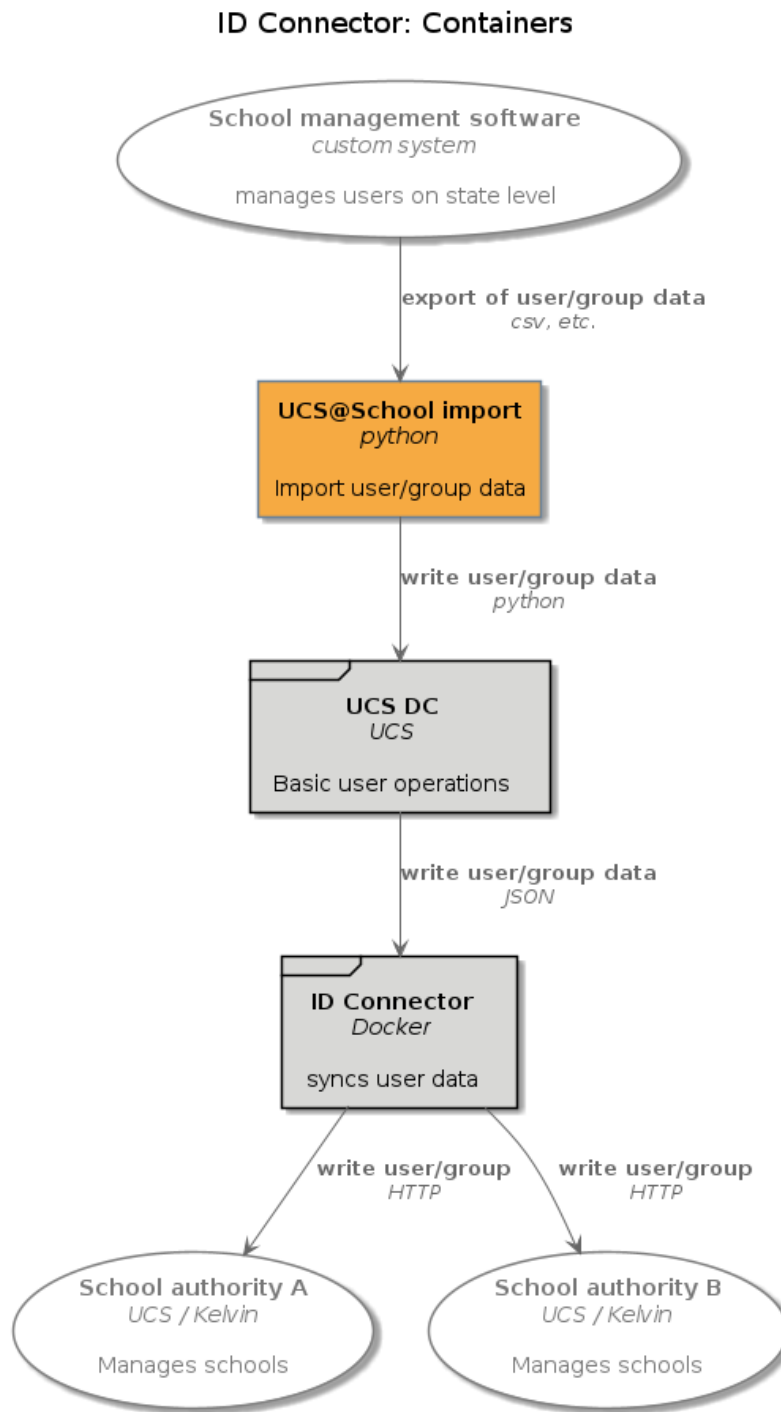 ID Connector: Containers
School management software
custom system
manages users on state level
export of user/group data
csv, etc.
UCS@School import
python
Import user/group data
write user/group data
python
UCS DC
UCS
Basic user operations
write user/group data
JSON
ID Connector
Docker
syncs user data
write user/group
HTTP
write user/group
HTTP
School authority A
UCS / Kelvin
Manages schools
School authority B
UCS / Kelvin
Manages schools